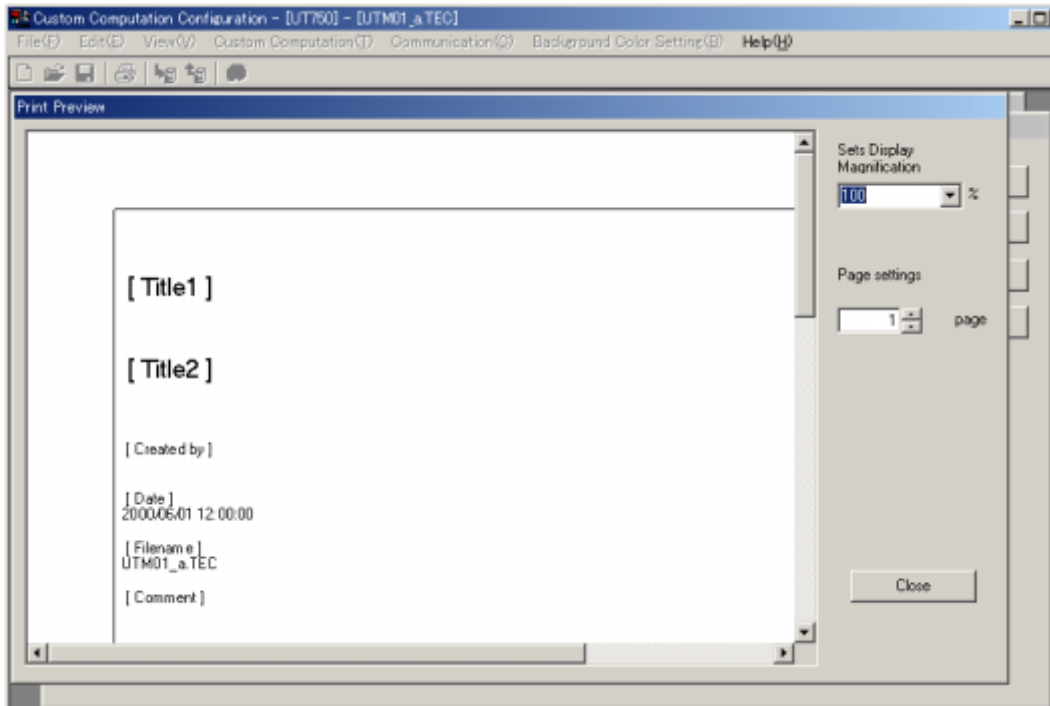 Custom Computation Configuration - [UT750] - [UTM01_a.TEC]
File(F) Edit(E) View(V) Custom Computation(T) Communication(C) Background Color Setting(B) Help(H)
Print Preview
Sets Display
Magnification
100 %
[ Title1 ]
Page settings
1 page
[ Title2 ]
[ Created by ]
[ Date ]
2000/06/01 12:00:00
[ Filename ]
UTM01_a.TEC
Close
[ Comment ]